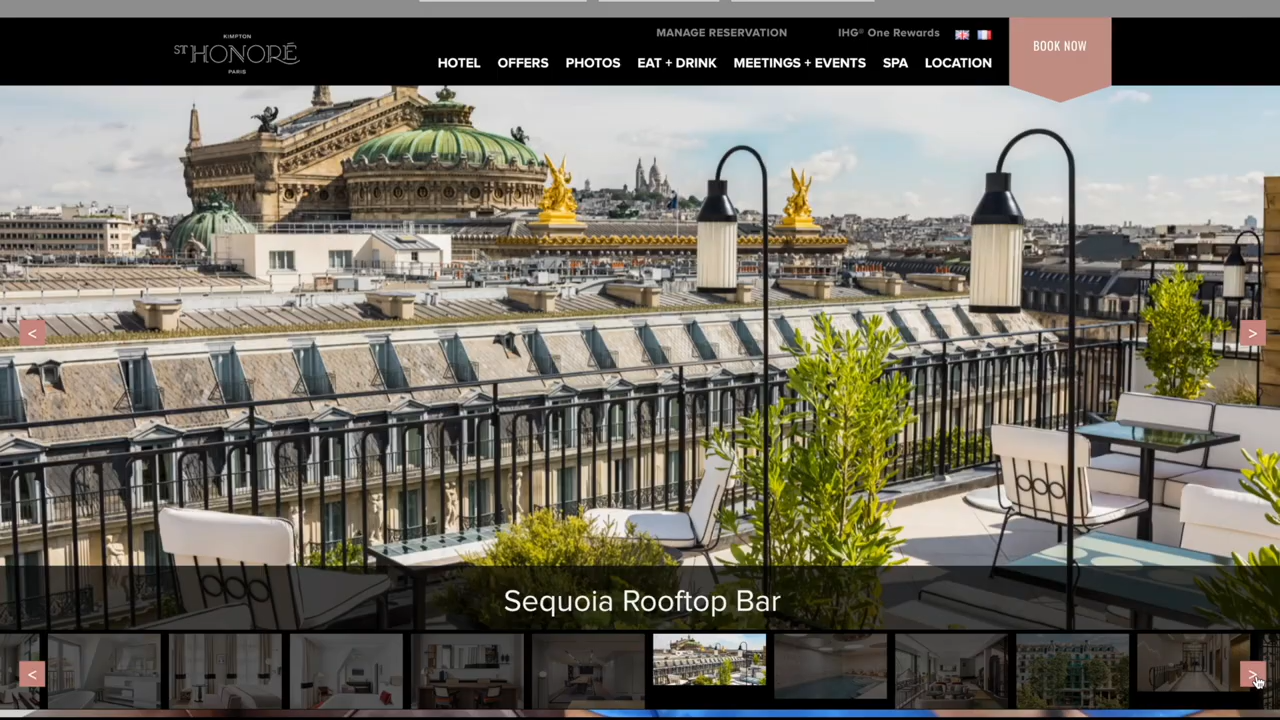 KIMPTON
ST HONORÉ
PARIS
MANAGE RESERVATION
IHG® One Rewards
BOOK NOW
HOTEL
OFFERS
PHOTOS
EAT + DRINK
MEETINGS + EVENTS
SPA
LOCATION
<
>
Sequoia Rooftop Bar
<
>